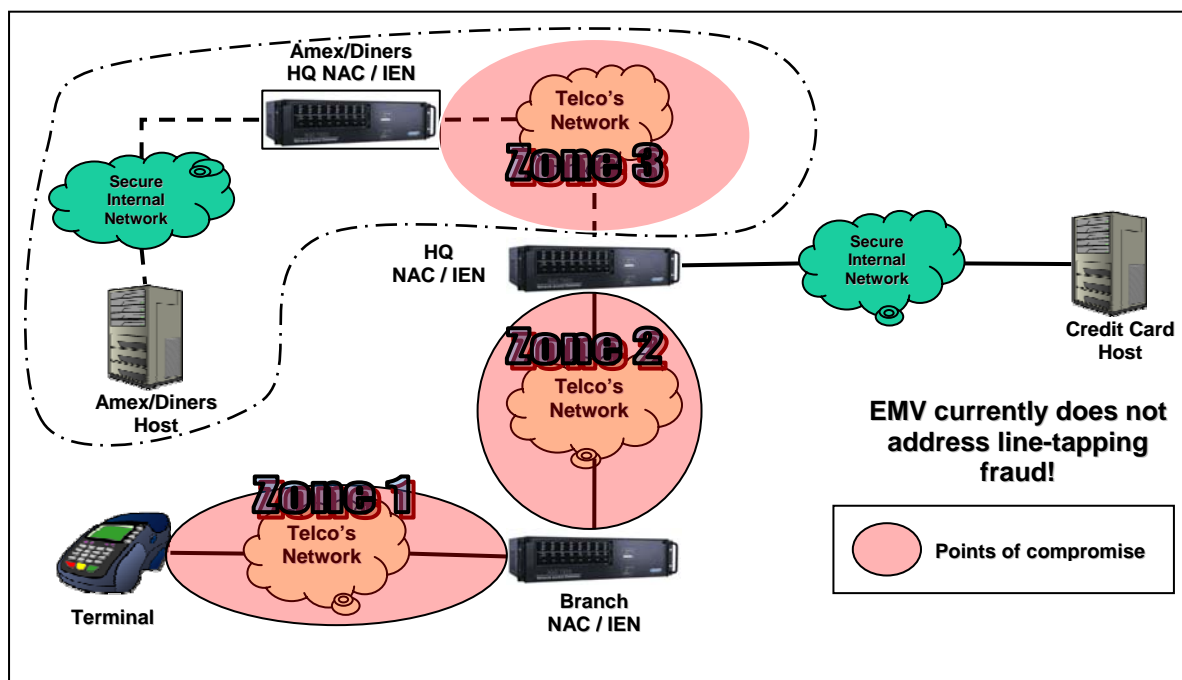 Amex/Diners
HQ NAC / IEN
Telco's
Network
Zone 3
Secure
Internal
Network
HQ
NAC / IEN
Secure
Internal
Network
Credit Card
Host
Amex/Diners
Host
Zone 2
Telco's
Network
EMV currently does not
address line-tapping
fraud!
Zone 1
Telco's
Network
Terminal
Branch
NAC / IEN
Points of compromise